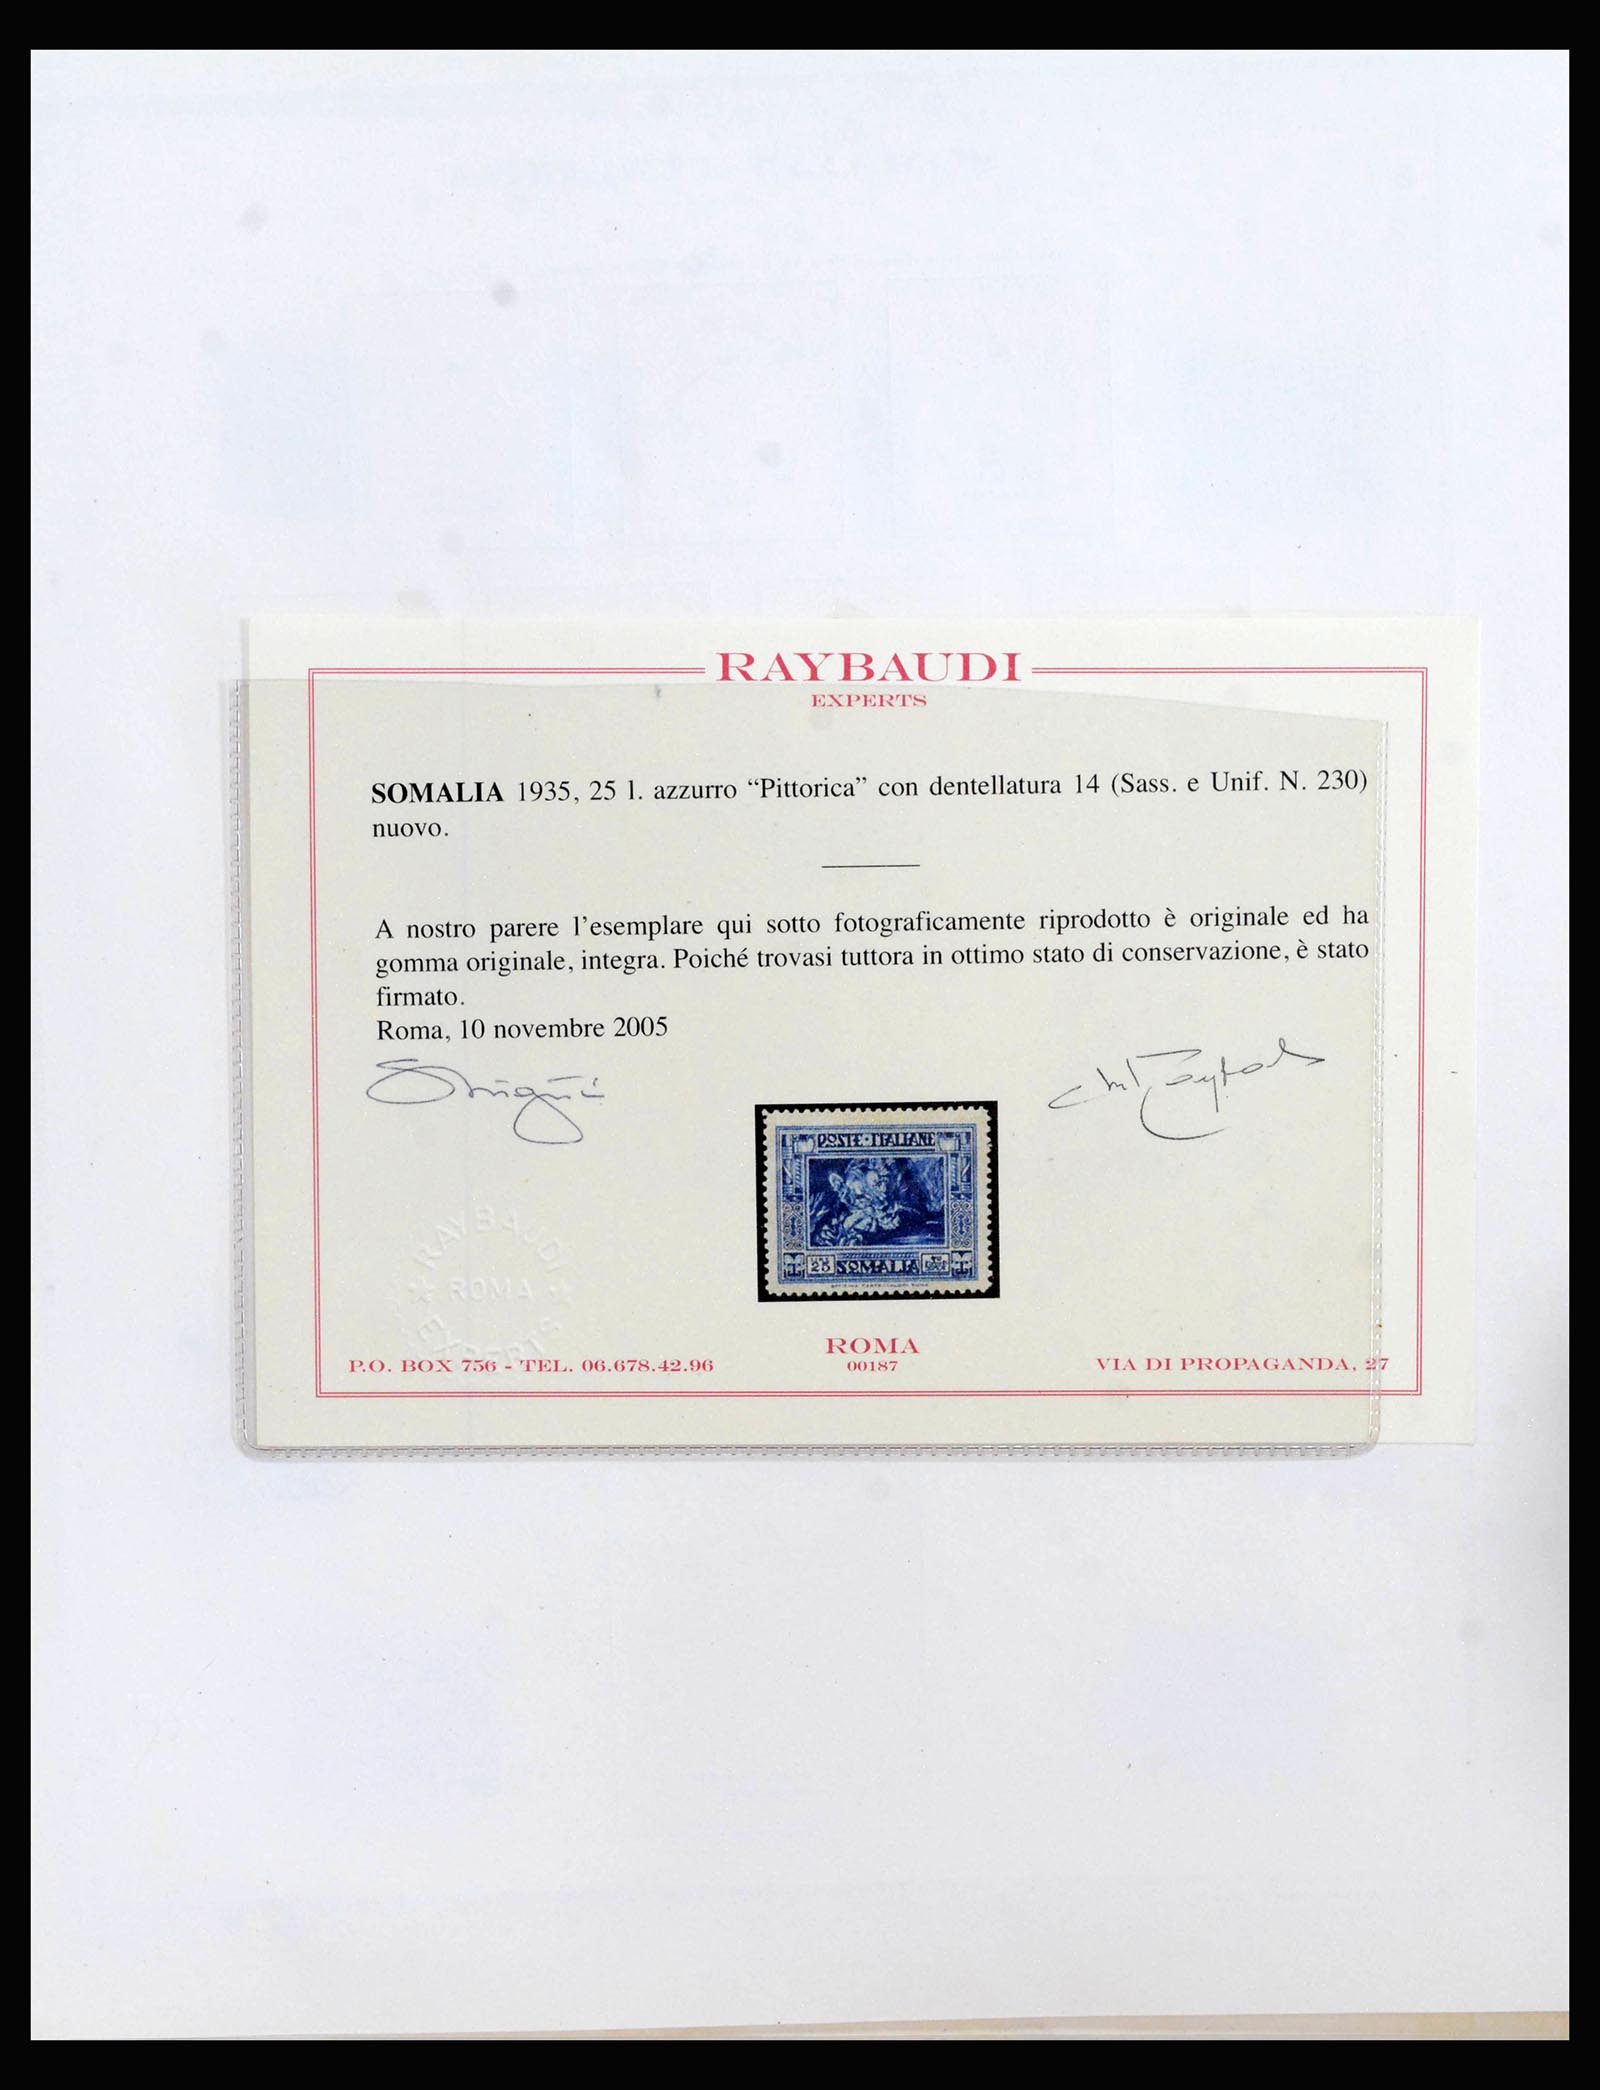 RAYBAUDI
EXPERTS
SOMALIA 1935, 25 l. azzurro “Pittorica” con dentellatura 14 (Sass. e Unif. N. 230)
nuovo.
A nostro parere l’esemplare qui sotto fotograficamente riprodotto è originale ed ha
gomma originale, integra. Poiché trovasi tuttora in ottimo stato di conservazione, è stato
firmato.
Roma, 10 novembre 2005
POSTE·ITALIANE
25 SOMALIA
RAYBAUDI
ROMA
EXPERTS
ROMA
P.O. BOX 756 - TEL. 06.678.42.96
00187
VIA DI PROPAGANDA, 27